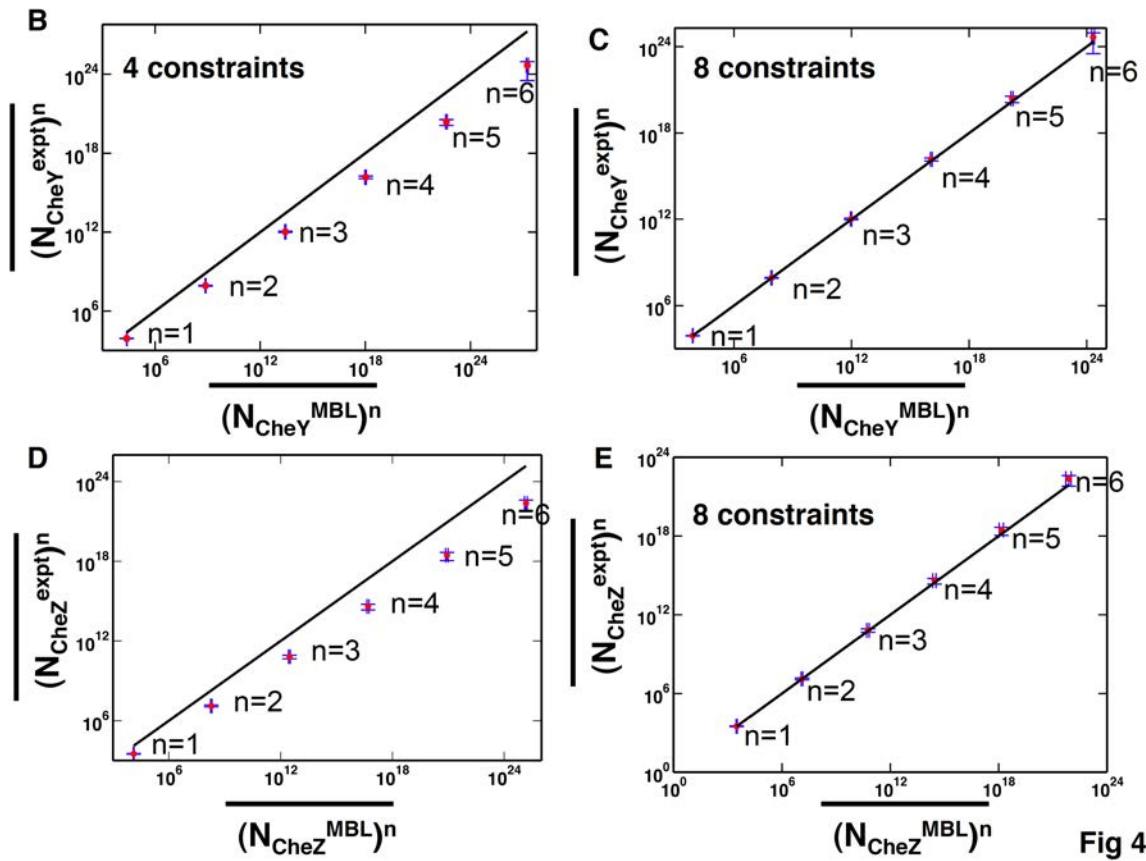 B
4 constraints
10^24
10^18
10^12
10^6
(N_CheY^expt)^n
n=1
n=2
n=3
n=4
n=5
n=6
10^6
10^12
10^18
10^24
(N_CheY^MBL)^n
C
8 constraints
10^24
10^18
10^12
10^6
(N_CheY^expt)^n
n=1
n=2
n=3
n=4
n=5
n=6
10^6
10^12
10^18
10^24
(N_CheY^MBL)^n
D
10^24
10^18
10^12
10^6
(N_CheZ^expt)^n
n=1
n=2
n=3
n=4
n=5
n=6
10^6
10^12
10^18
10^24
(N_CheZ^MBL)^n
E
8 constraints
10^24
10^18
10^12
10^6
10^0
(N_CheZ^expt)^n
n=1
n=2
n=3
n=4
n=5
n=6
10^0
10^6
10^12
10^18
10^24
(N_CheZ^MBL)^n
Fig 4